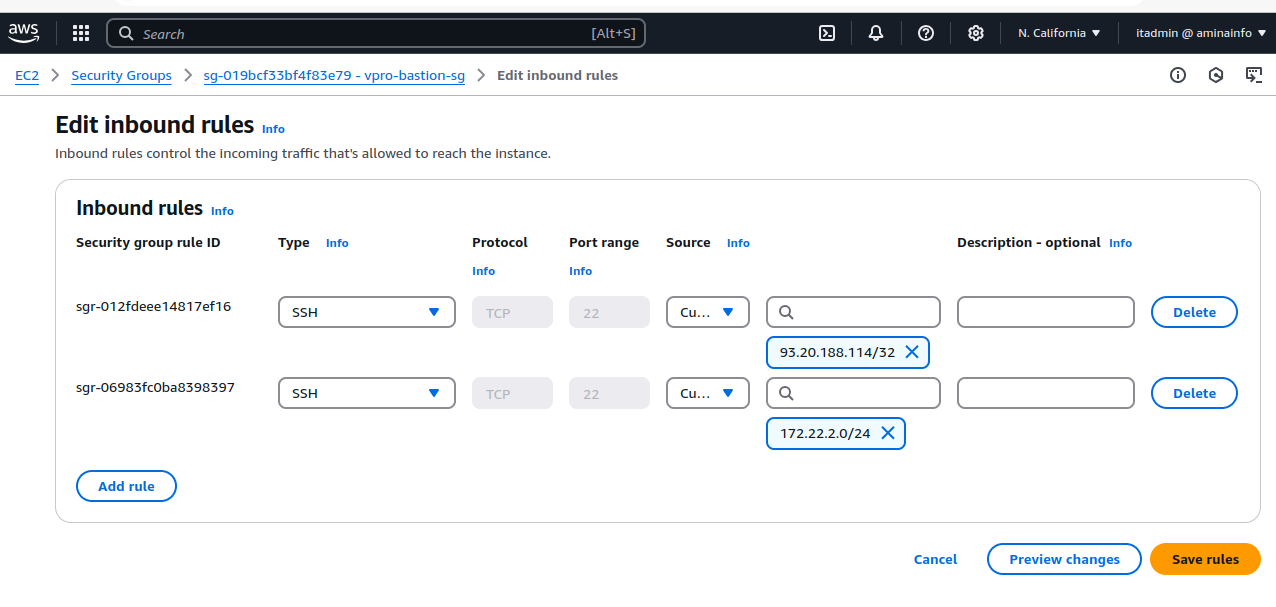 aws Search [Alt+S] N. California itadmin @ aminainfo
EC2 Security Groups sg-019bcf33bf4f83e79 - vpro-bastion-sg Edit inbound rules
Edit inbound rules Info
Inbound rules control the incoming traffic that's allowed to reach the instance.
Inbound rules Info
Security group rule ID Type Info Protocol Port range Source Info Description - optional Info
Info Info
sgr-012fdeee14817ef16 SSH TCP 22 Cu... Delete
93.20.188.114/32
sgr-06983fc0ba8398397 SSH TCP 22 Cu... Delete
172.22.2.0/24
Add rule
Cancel Preview changes Save rules